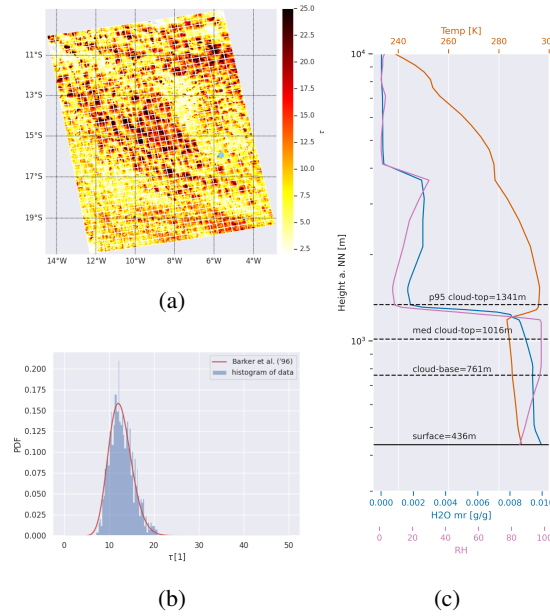 11°S
13°S
15°S
17°S
19°S
14°W 12°W 10°W 8°W 6°W 4°W
25.0
22.5
20.0
17.5
15.0
12.5
10.0
7.5
5.0
2.5
τ
(a)
Barker et al. ('96)
histogram of data
PDF
0.200
0.175
0.150
0.125
0.100
0.075
0.050
0.025
0.000
0 10 20 30 40 50
τ[1]
(b)
Temp [K]
240 260 280 30
10⁴
10³
Height a. NN [m]
p95 cloud-top=1341m
med cloud-top=1016m
cloud-base=761m
surface=436m
0.000 0.002 0.004 0.006 0.008 0.010
H2O mr [g/g]
0 20 40 60 80 100
RH
(c)